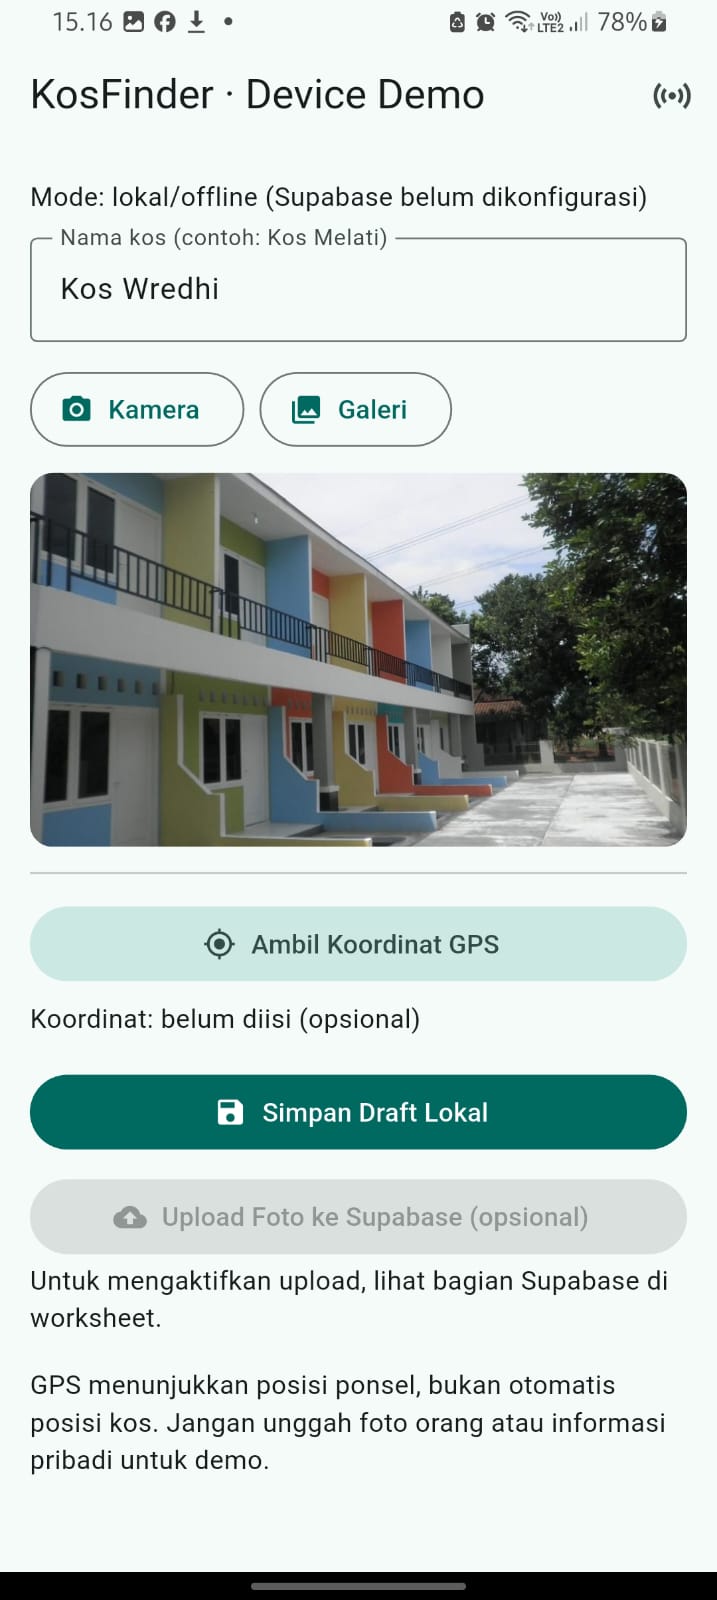 15.16
Vo))
LTE2
78%
KosFinder · Device Demo
Mode: lokal/offline (Supabase belum dikonfigurasi)
Nama kos (contoh: Kos Melati)
Kos Wredhi
Kamera
Galeri
Ambil Koordinat GPS
Koordinat: belum diisi (opsional)
Simpan Draft Lokal
Upload Foto ke Supabase (opsional)
Untuk mengaktifkan upload, lihat bagian Supabase di
worksheet.
GPS menunjukkan posisi ponsel, bukan otomatis
posisi kos. Jangan unggah foto orang atau informasi
pribadi untuk demo.